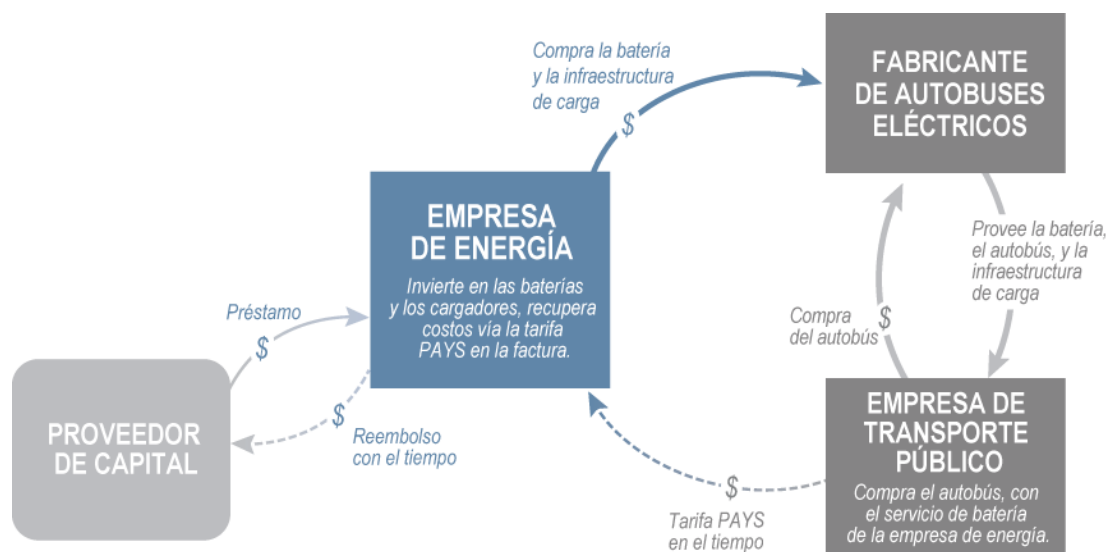 Compra la batería
y la infraestructura
de carga
$
FABRICANTE
DE AUTOBUSES
ELÉCTRICOS
EMPRESA
DE ENERGÍA
Invierte en las baterías
y los cargadores, recupera
costos vía la tarifa
PAYS en la factura.
Provee la batería,
el autobús, y la
infraestructura
de carga
Compra
del autobús
$
Préstamo
$
PROVEEDOR
DE CAPITAL
$
Reembolso
con el tiempo
EMPRESA DE
TRANSPORTE
PÚBLICO
Compra el autobús, con
el servicio de batería
de la empresa de energía.
$
Tarifa PAYS
en el tiempo